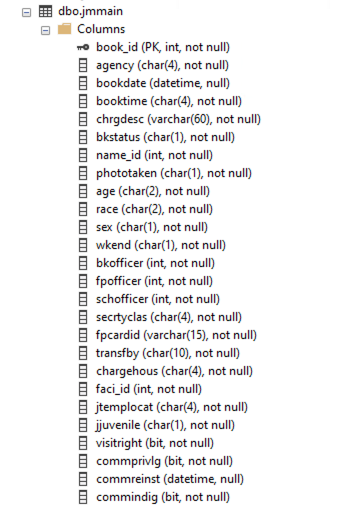 dbo.jmmain
Columns
book_id (PK, int, not null)
agency (char(4), not null)
bookdate (datetime, null)
booktime (char(4), not null)
chrgdesc (varchar(60), not null)
bkstatus (char(1), not null)
name_id (int, not null)
phototaken (char(1), not null)
age (char(2), not null)
race (char(2), not null)
sex (char(1), not null)
wkend (char(1), not null)
bkofficer (int, not null)
fpofficer (int, not null)
schofficer (int, not null)
secrtyclas (char(4), not null)
fpcardid (varchar(15), not null)
transfby (char(10), not null)
chargehous (char(4), not null)
faci_id (int, not null)
jtemplocat (char(4), not null)
jjuvenile (char(1), not null)
visitright (bit, not null)
commprivlg (bit, not null)
commreinst (datetime, null)
commindig (bit, not null)